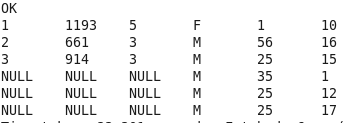 OK
1 1193 5 F 1 10
2 661 3 M 56 16
3 914 3 M 25 15
NULL NULL NULL M 35 1
NULL NULL NULL M 25 12
NULL NULL NULL M 25 17